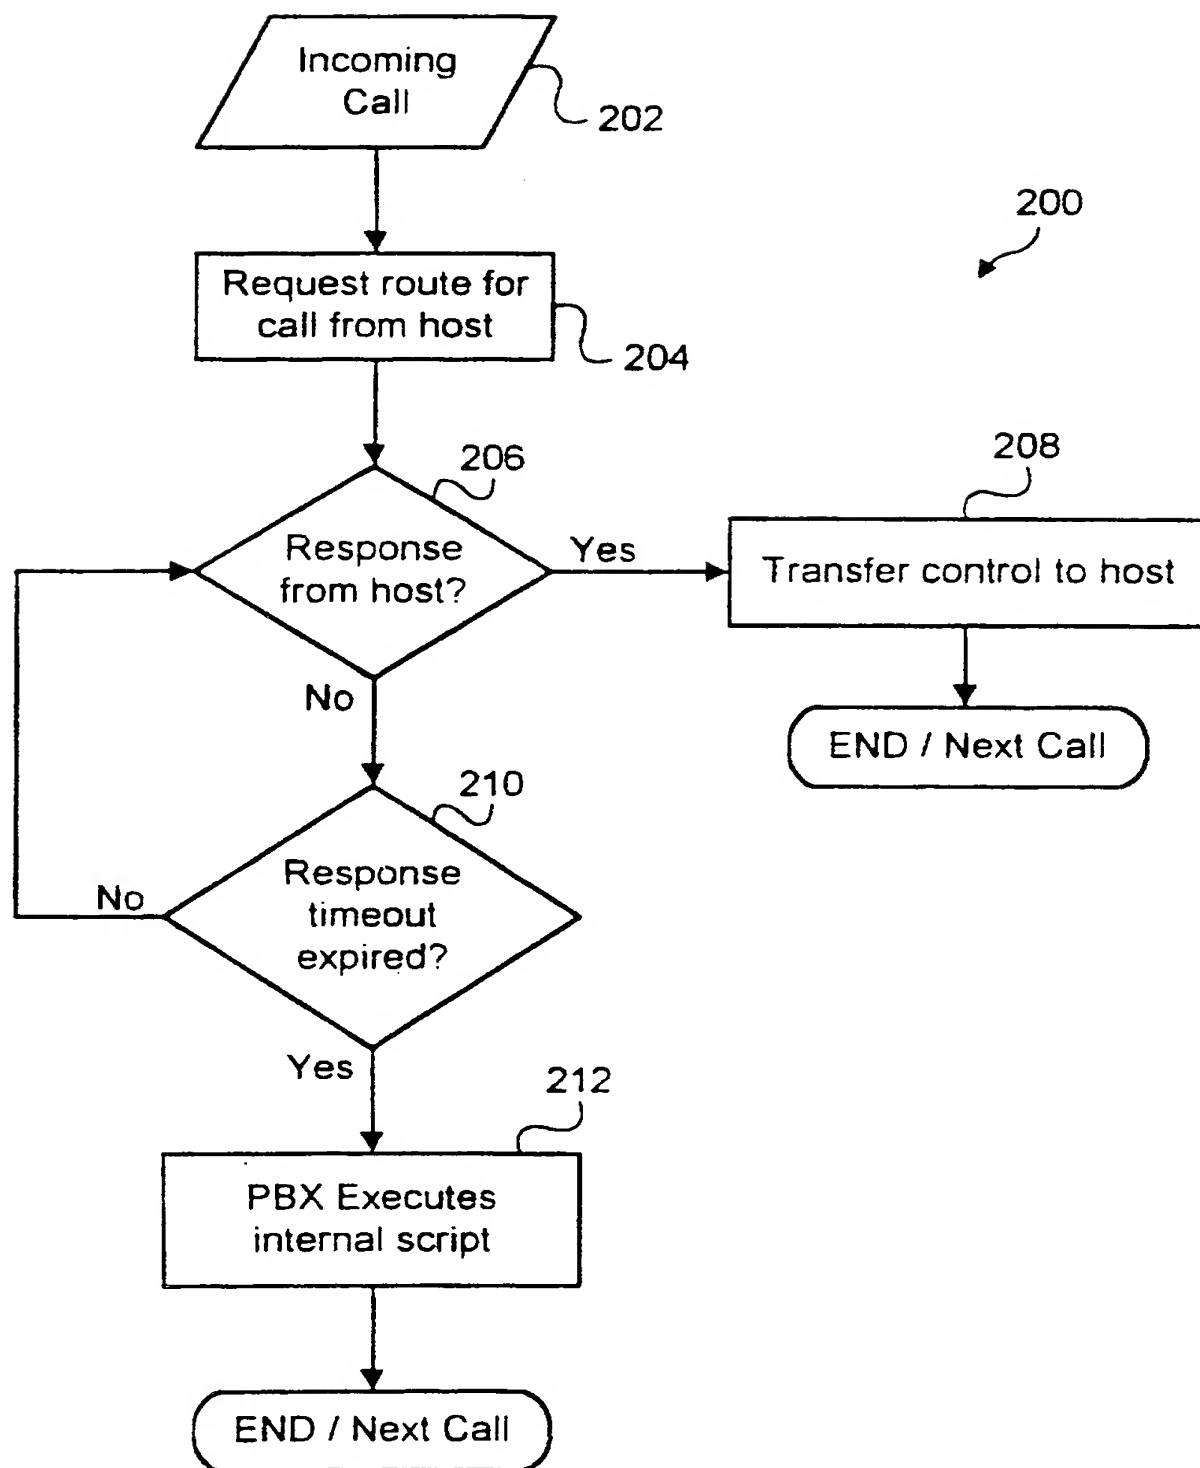 Incoming
Call
202
200
Request route for
call from host
204
206
208
Response
from host?
Yes
Transfer control to host
No
END / Next Call
210
Response
timeout
expired?
No
Yes
212
PBX Executes
internal script
END / Next Call